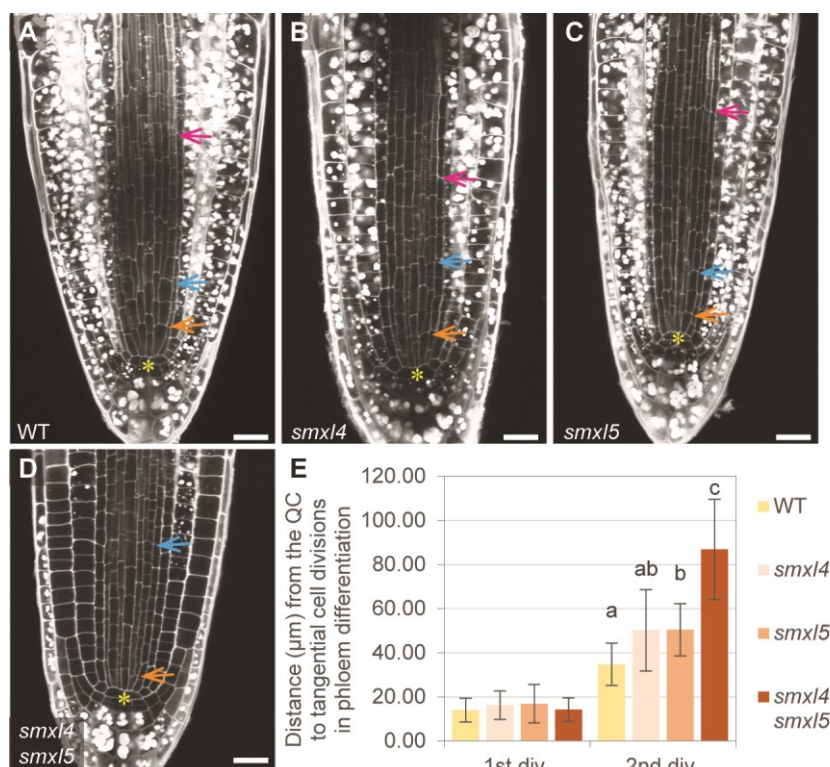 A
B
C
*
*
*
WT
smxl4
smxl5
D
*
smxl4
smxl5
E
Distance (µm) from the QC
to tangential cell divisions
in phloem differentiation
120.00
100.00
80.00
60.00
40.00
20.00
0.00
a
ab
b
c
1st div
2nd div
WT
smxl4
smxl5
smxl4
smxl5